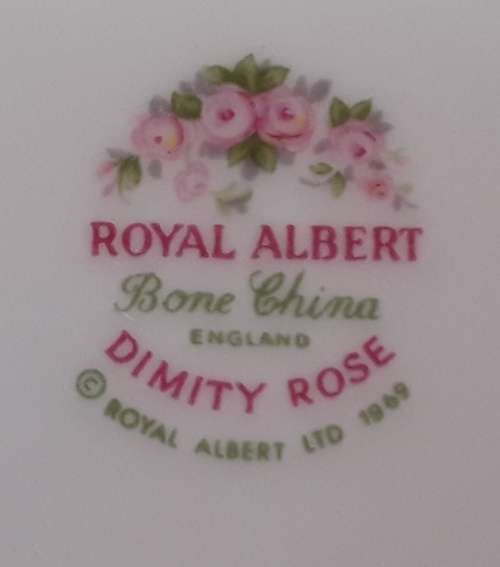 ROYAL ALBERT
Bone China
ENGLAND
DIMITY ROSE
© ROYAL ALBERT LTD 1969